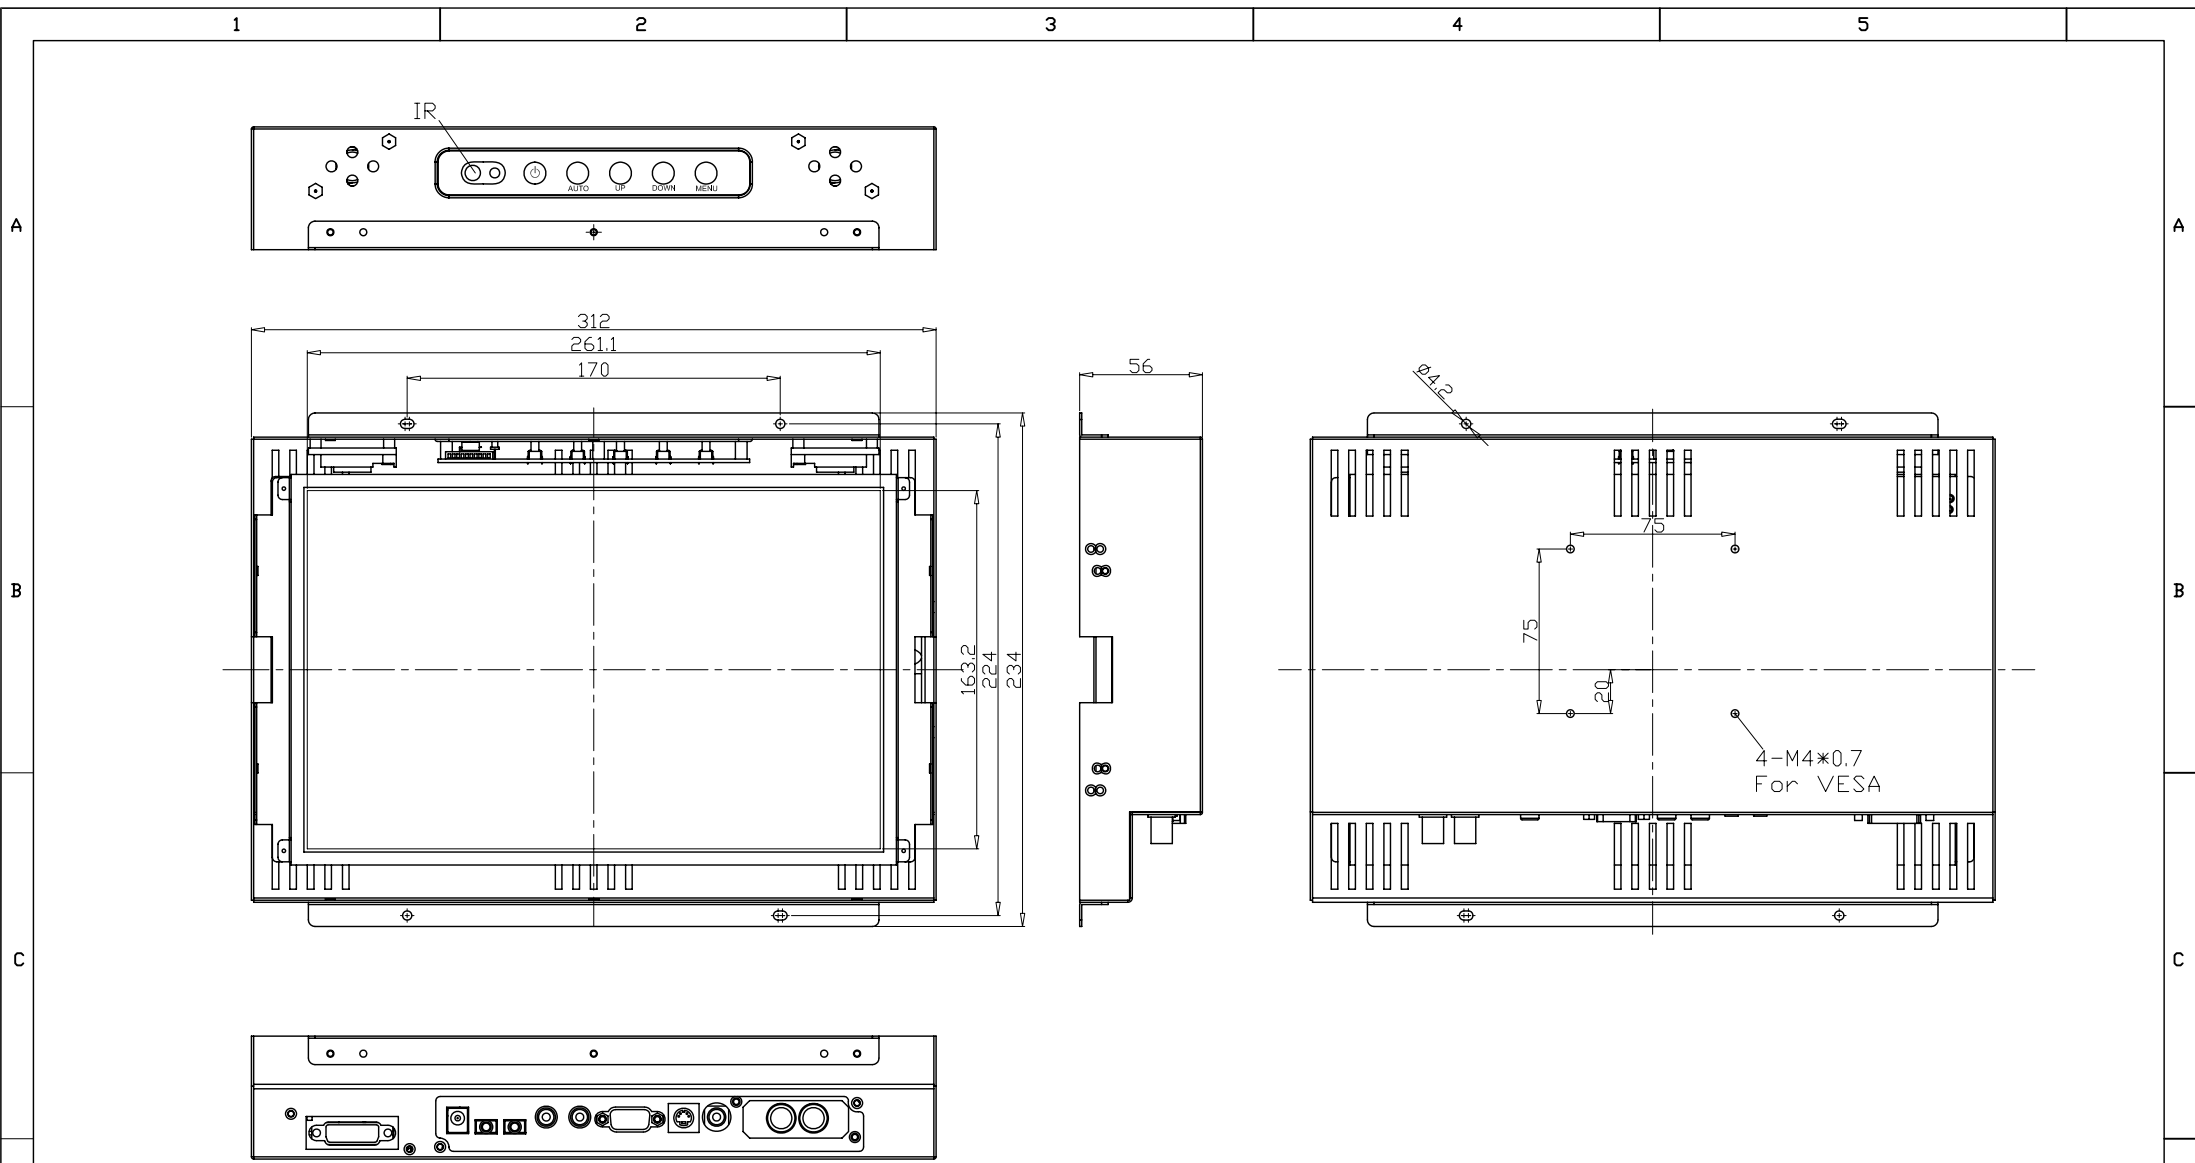 1 2 3 4 5
IR
AUTO UP DOWN MENU
A A
312
261.1
170
56
Ø4.2
75
B B
75
163.2
224
234
20
4-M4*0.7
For VESA
C C